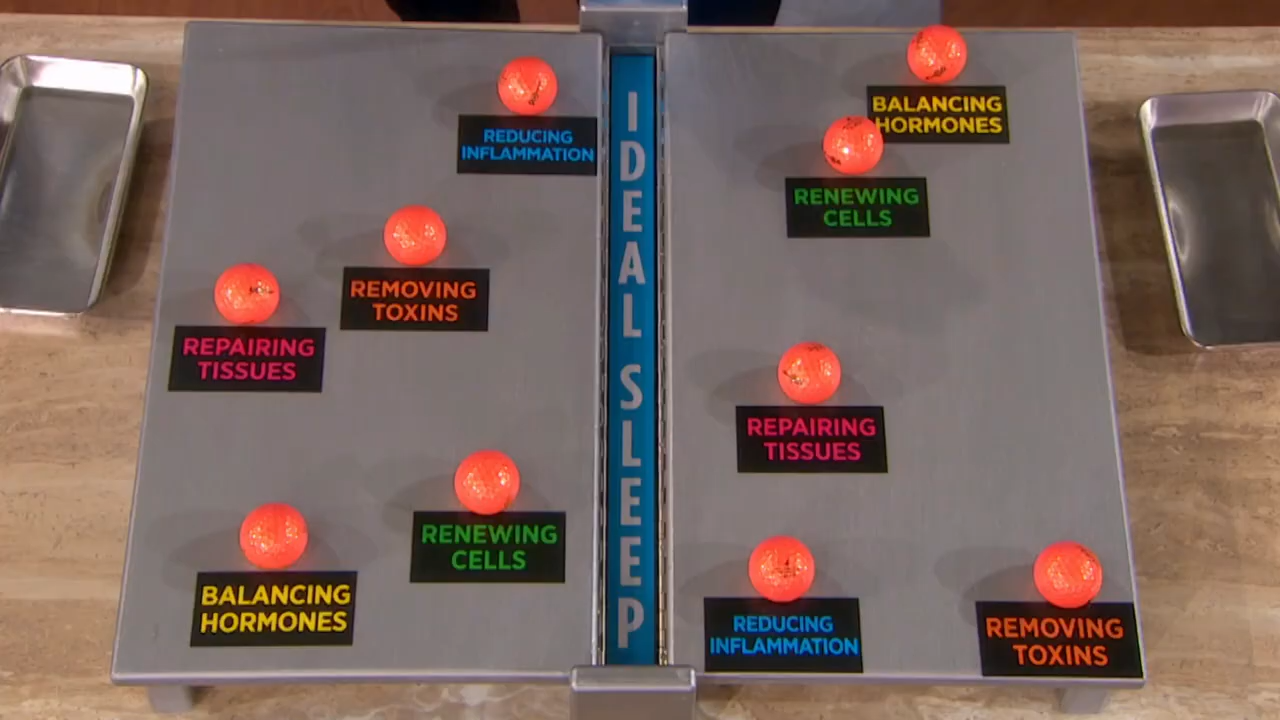 REDUCING
INFLAMMATION
REMOVING
TOXINS
REPAIRING
TISSUES
RENEWING
CELLS
BALANCING
HORMONES
IDEAL SLEEP
BALANCING
HORMONES
RENEWING
CELLS
REPAIRING
TISSUES
REDUCING
INFLAMMATION
REMOVING
TOXINS